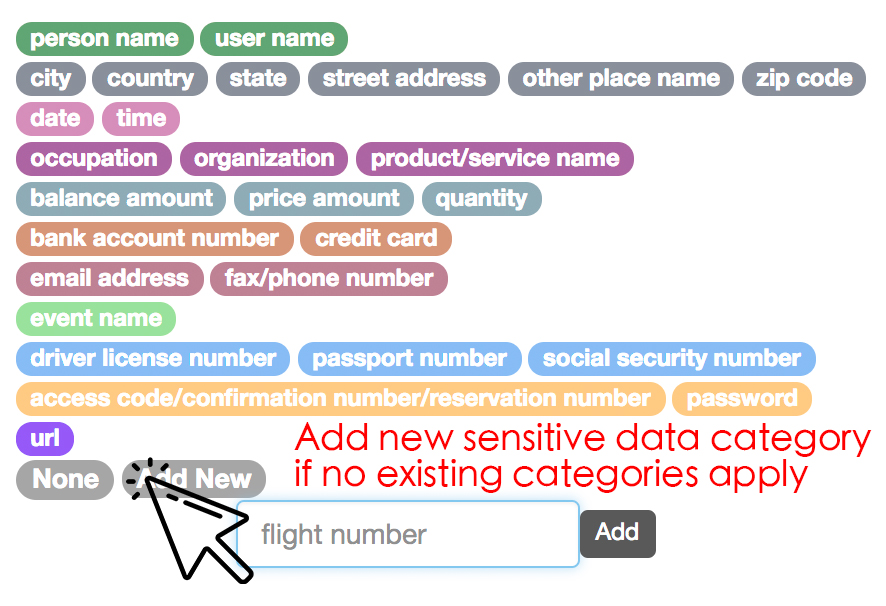 person name user name
city country state street address other place name zip code
date time
occupation organization product/service name
balance amount price amount quantity
bank account number credit card
email address fax/phone number
event name
driver license number passport number social security number
access code/confirmation number/reservation number password
url
Add new sensitive data category
if no existing categories apply
None Add New
flight number Add